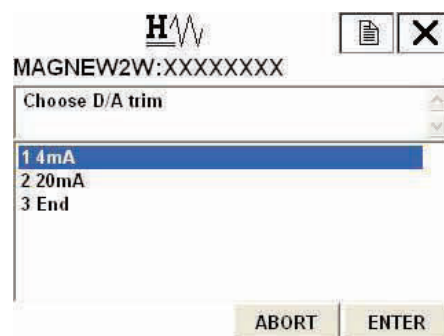 H
MAGNEW2W:XXXXXXXX
Choose D/A trim
1 4mA
2 20mA
3 End
ABORT ENTER